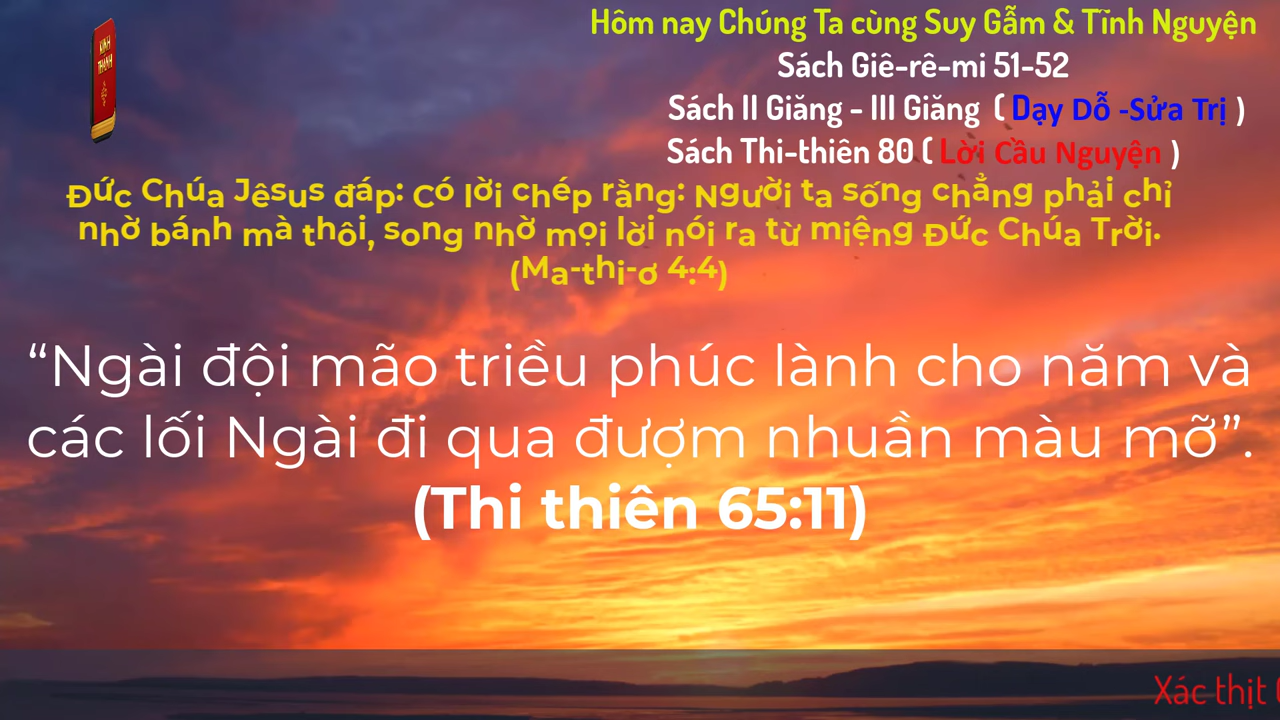 KINH THÁNH
Hôm nay Chúng Ta cùng Suy Gẫm & Tĩnh Nguyện
Sách Giê-rê-mi 51-52
Sách II Giăng - III Giăng ( Dạy Dỗ -Sửa Trị )
Sách Thi-thiên 80 ( Lời Cầu Nguyện )
Đức Chúa Jêsus đáp: Có lời chép rằng: Người ta sống chẳng phải chỉ
nhờ bánh mà thôi, song nhờ mọi lời nói ra từ miệng Đức Chúa Trời.
(Ma-thi-ơ 4:4)
“Ngài đội mão triều phúc lành cho năm và
các lối Ngài đi qua đượm nhuần màu mỡ”.
(Thi thiên 65:11)
Xác thịt